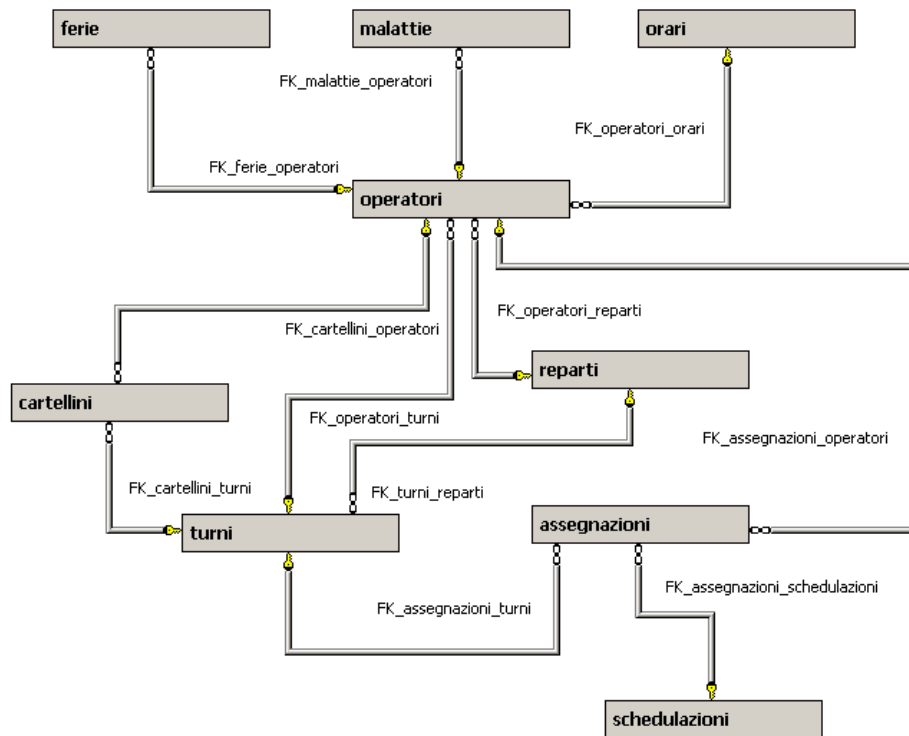 ferie
malattie
orari
FK_malattie_operatori
FK_operatori_orari
FK_ferie_operatori
operatori
FK_operatori_reparti
FK_cartellini_operatori
reparti
cartellini
FK_operatori_turni
FK_assegnazioni_operatori
FK_cartellini_turni
FK_turni_reparti
turni
assegnazioni
FK_assegnazioni_schedulazioni
FK_assegnazioni_turni
schedulazioni